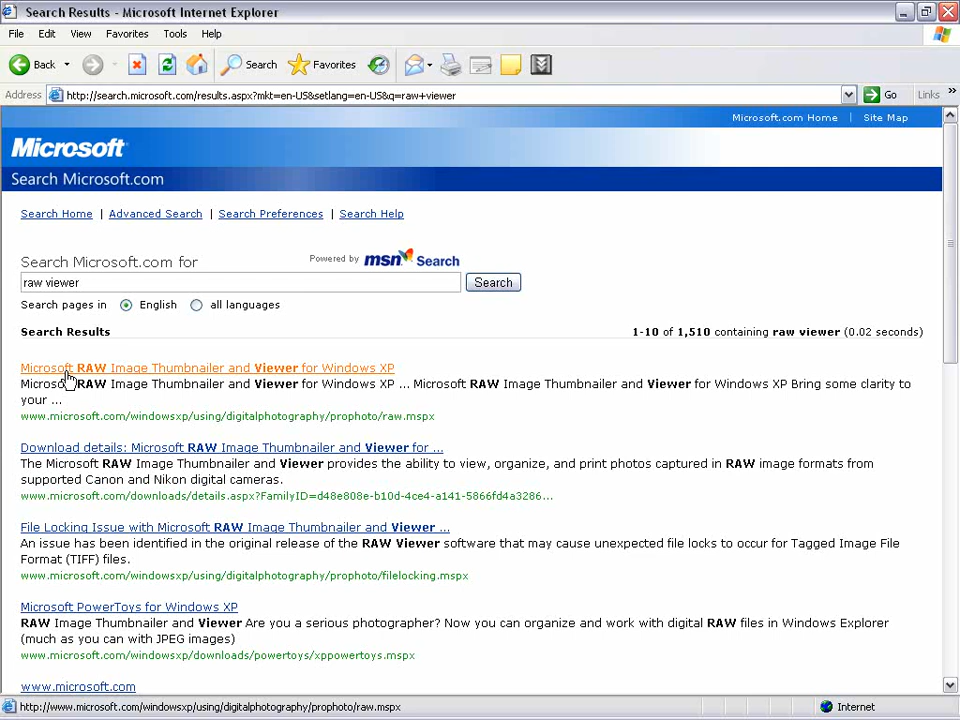 Search Results - Microsoft Internet Explorer
File Edit View Favorites Tools Help
Back Search Favorites
Address http://search.microsoft.com/results.aspx?mkt=en-US&setlang=en-US&q=raw+viewer Go Links »
Microsoft.com Home | Site Map
Microsoft
Search Microsoft.com
Search Home | Advanced Search | Search Preferences | Search Help
Search Microsoft.com for Powered by msn Search
raw viewer Search
Search pages in English all languages
Search Results 1-10 of 1,510 containing raw viewer (0.02 seconds)
Microsoft RAW Image Thumbnailer and Viewer for Windows XP
Microsoft RAW Image Thumbnailer and Viewer for Windows XP ... Microsoft RAW Image Thumbnailer and Viewer for Windows XP Bring some clarity to
your ...
www.microsoft.com/windowsxp/using/digitalphotography/prophoto/raw.mspx
Download details: Microsoft RAW Image Thumbnailer and Viewer for ...
The Microsoft RAW Image Thumbnailer and Viewer provides the ability to view, organize, and print photos captured in RAW image formats from
supported Canon and Nikon digital cameras.
www.microsoft.com/downloads/details.aspx?FamilyID=d48e808e-b10d-4ce4-a141-5866fd4a3286...
File Locking Issue with Microsoft RAW Image Thumbnailer and Viewer ...
An issue has been identified in the original release of the RAW Viewer software that may cause unexpected file locks to occur for Tagged Image File
Format (TIFF) files.
www.microsoft.com/windowsxp/using/digitalphotography/prophoto/filelocking.mspx
Microsoft PowerToys for Windows XP
RAW Image Thumbnailer and Viewer Are you a serious photographer? Now you can organize and work with digital RAW files in Windows Explorer
(much as you can with JPEG images)
www.microsoft.com/windowsxp/downloads/powertoys/xppowertoys.mspx
www.microsoft.com
http://www.microsoft.com/windowsxp/using/digitalphotography/prophoto/raw.mspx Internet